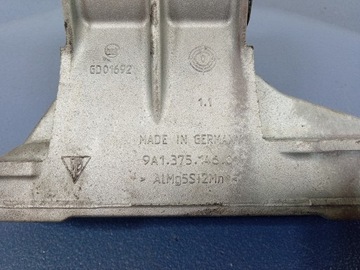 GD01692
1.1
MADE IN GERMANY
9A1.375.146.
> AlMg5Si2Mn <